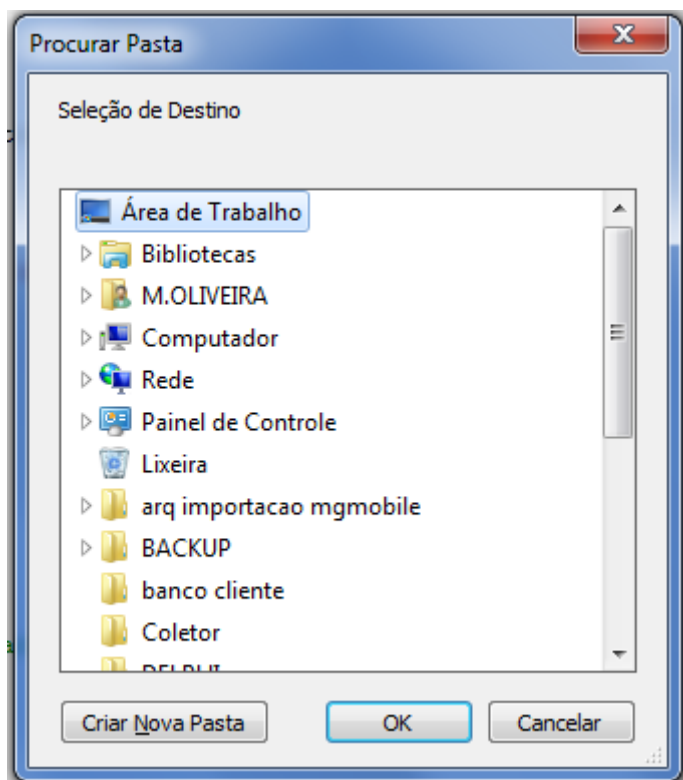 Procurar Pasta
Seleção de Destino
Área de Trabalho
Bibliotecas
M.OLIVEIRA
Computador
Rede
Painel de Controle
Lixeira
arq importacao mgmobile
BACKUP
banco cliente
Coletor
DELPHI
Criar Nova Pasta
OK
Cancelar